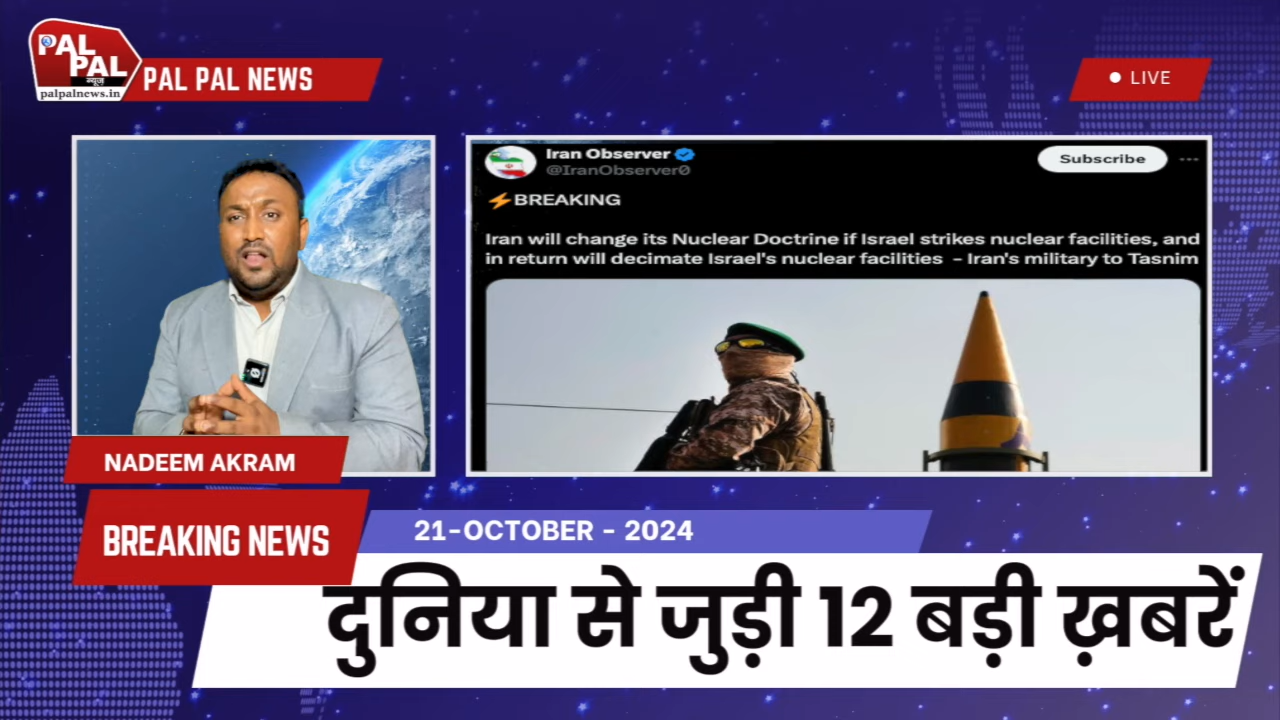 PAL
PAL
न्यूज़
palpalnews.in
PAL PAL NEWS
LIVE
Iran Observer
@IranObserver0
Subscribe
⚡BREAKING
Iran will change its Nuclear Doctrine if Israel strikes nuclear facilities, and
in return will decimate Israel's nuclear facilities - Iran's military to Tasnim
NADEEM AKRAM
BREAKING NEWS
21-OCTOBER - 2024
दुनिया से जुड़ी 12 बड़ी ख़बरें